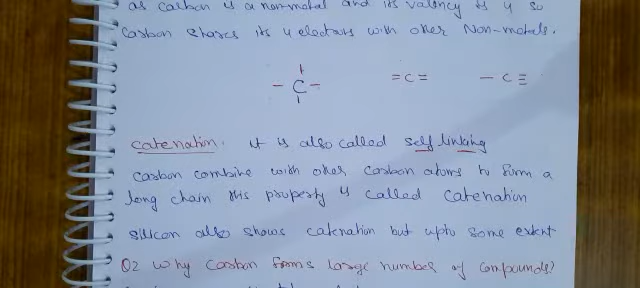 as carbon is a non-metal and its valency is 4 so
Carbon shares its 4 electrons with other Non-metals.
- C -
=C=
- C ≡
Catenation. It is also called self linking
Carbon combine with other Carbon atoms to form a
long chain this property is called Catenation
silicon also shows catenation but upto some extent
Q2 Why Carbon forms large number of compounds?